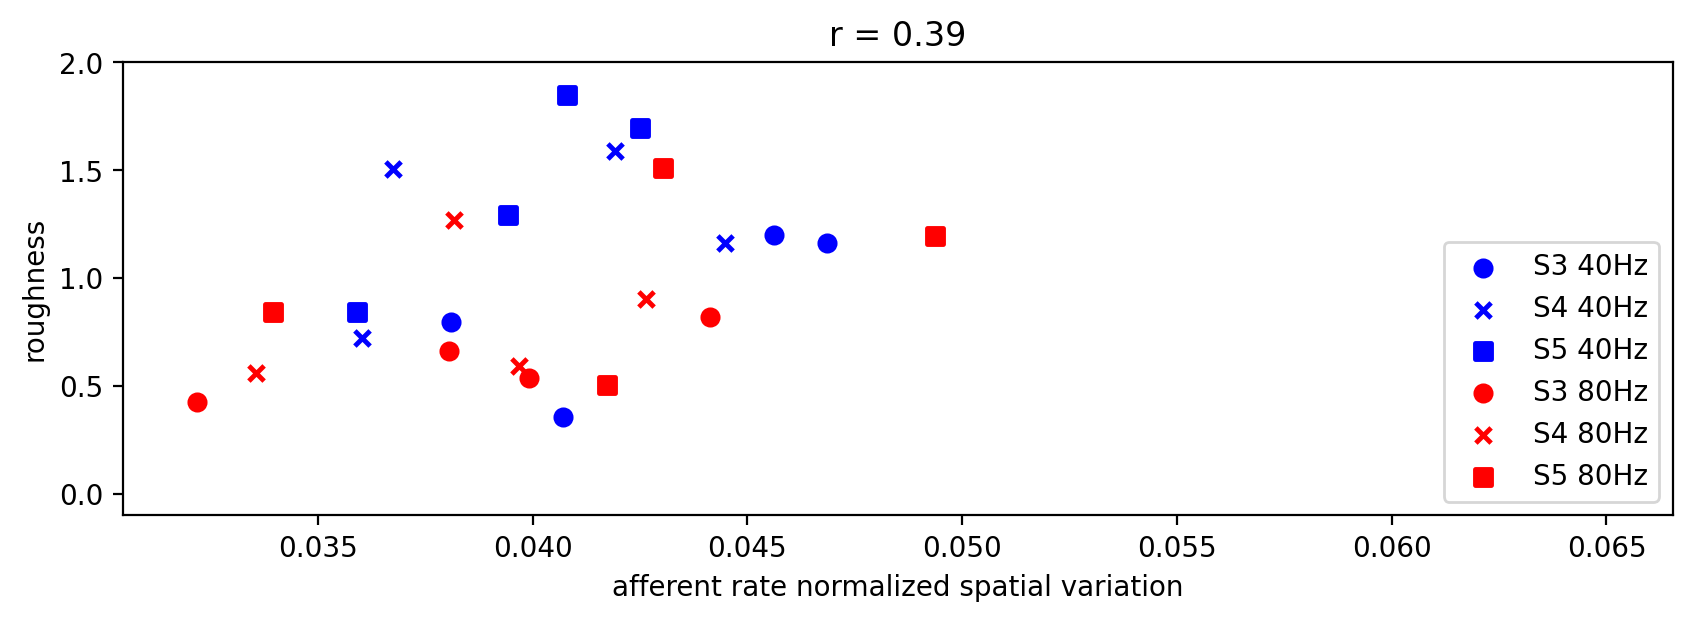 r = 0.39
2.0
1.5
1.0
0.5
0.0
roughness
0.035 0.040 0.045 0.050 0.055 0.060 0.065
afferent rate normalized spatial variation
S3 40Hz
S4 40Hz
S5 40Hz
S3 80Hz
S4 80Hz
S5 80Hz